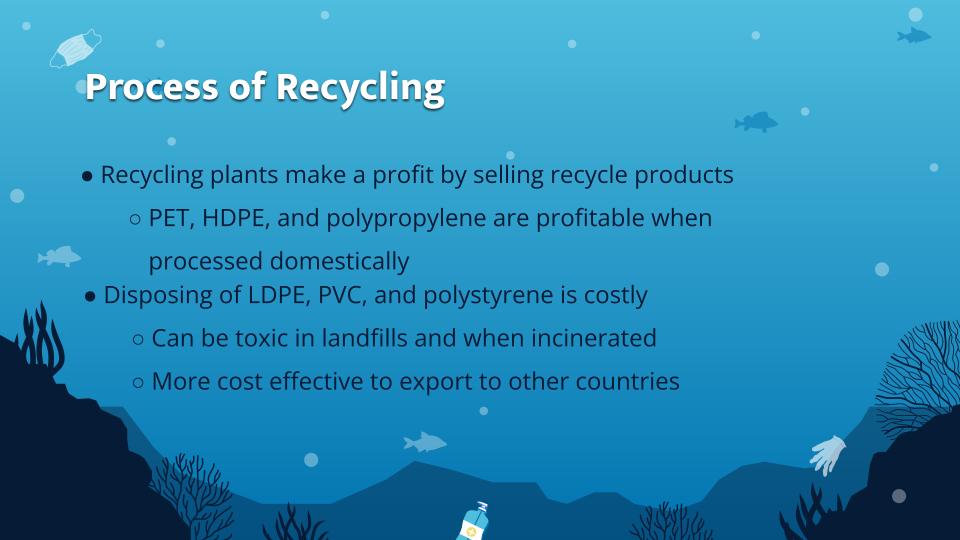 Process of Recycling
● Recycling plants make a profit by selling recycle products
○ PET, HDPE, and polypropylene are profitable when
processed domestically
● Disposing of LDPE, PVC, and polystyrene is costly
○ Can be toxic in landfills and when incinerated
○ More cost effective to export to other countries